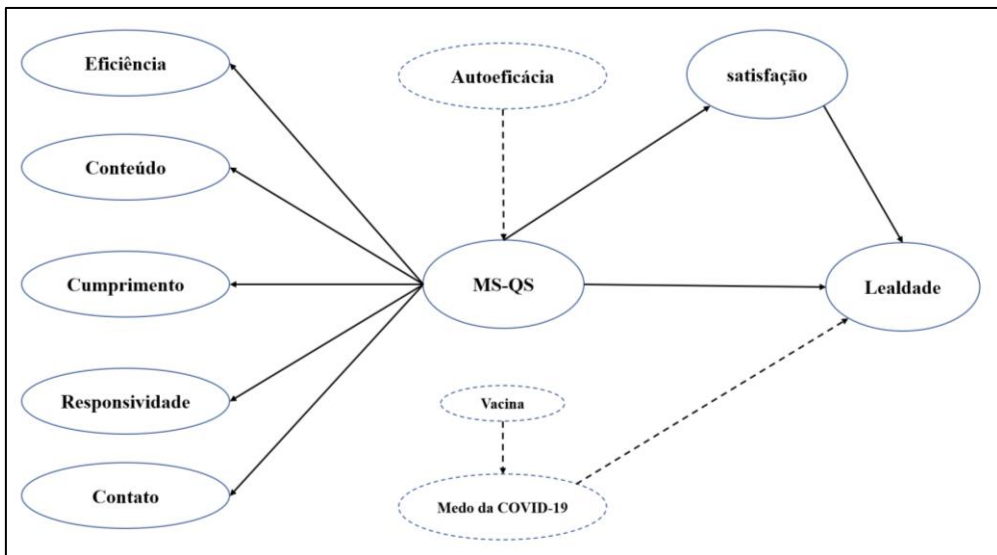 Eficiência
Conteúdo
Cumprimento
Responsividade
Contato
Autoeficácia
MS-QS
Vacina
Medo da COVID-19
satisfação
Lealdade